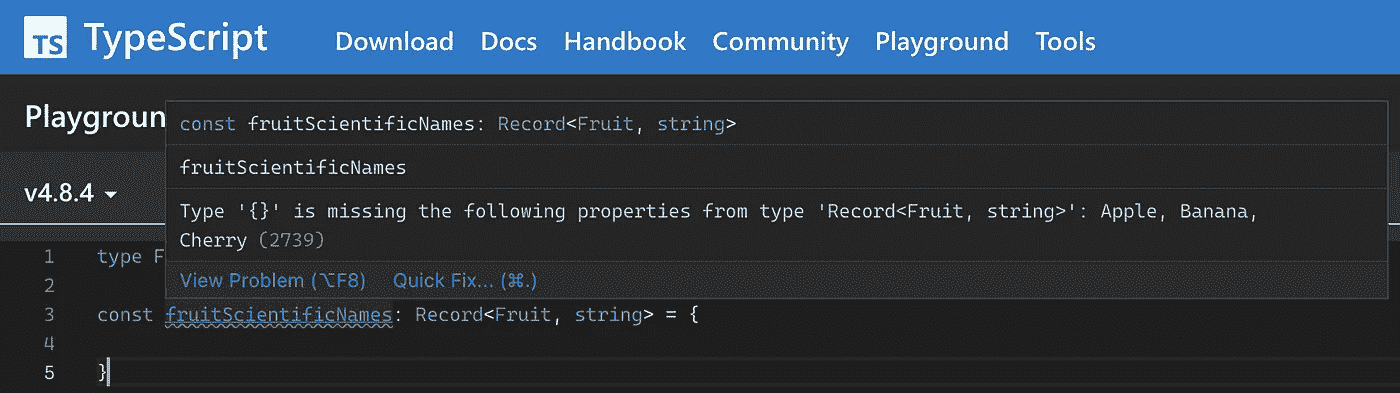 TS TypeScript Download Docs Handbook Community Playground Tools
Playgroun
const fruitScientificNames: Record<Fruit, string>
fruitScientificNames
v4.8.4
Type '{}' is missing the following properties from type 'Record<Fruit, string>': Apple, Banana,
Cherry (2739)
1 type F
View Problem (⌥F8) Quick Fix... (⌘.)
2
3 const fruitScientificNames: Record<Fruit, string> = {
4
5 }